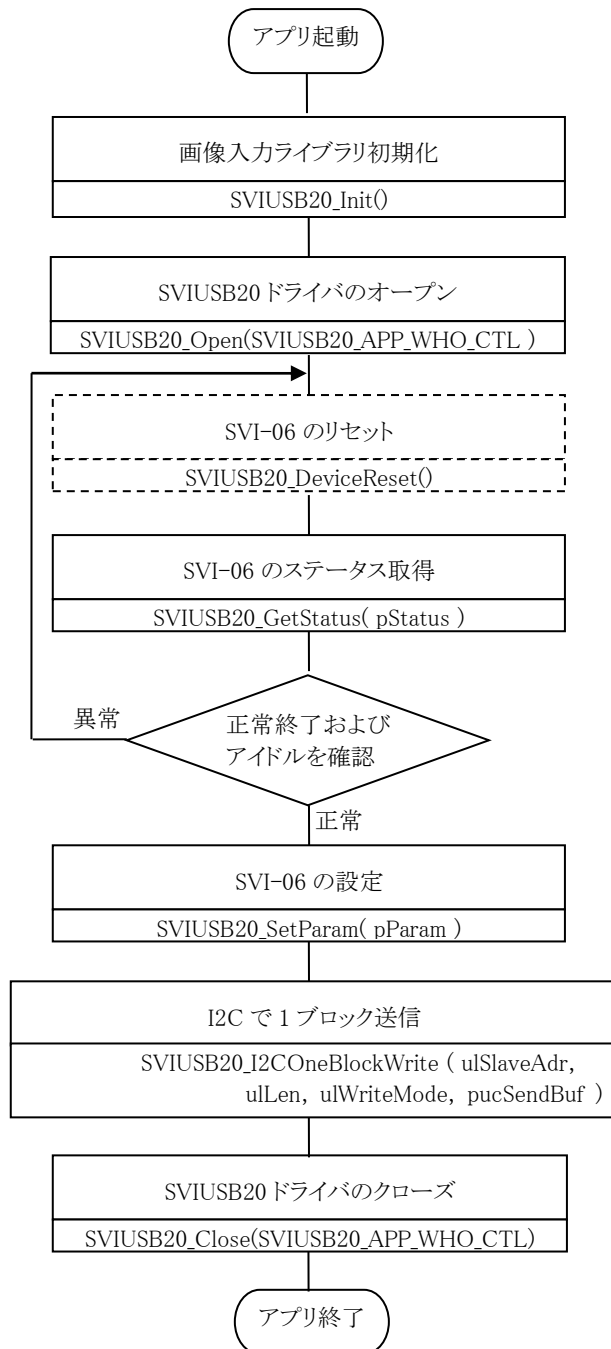 アプリ起動
画像入力ライブラリ初期化
SVIUSB20_Init()
SVIUSB20 ドライバのオープン
SVIUSB20_Open(SVIUSB20_APP_WHO_CTL )
SVI-06 のリセット
SVIUSB20_DeviceReset()
SVI-06 のステータス取得
SVIUSB20_GetStatus( pStatus )
異常
正常終了および
アイドルを確認
正常
SVI-06 の設定
SVIUSB20_SetParam( pParam )
I2C で 1 ブロック送信
SVIUSB20_I2COneBlockWrite ( ulSlaveAdr,
ulLen, ulWriteMode, pucSendBuf )
SVIUSB20 ドライバのクローズ
SVIUSB20_Close(SVIUSB20_APP_WHO_CTL)
アプリ終了